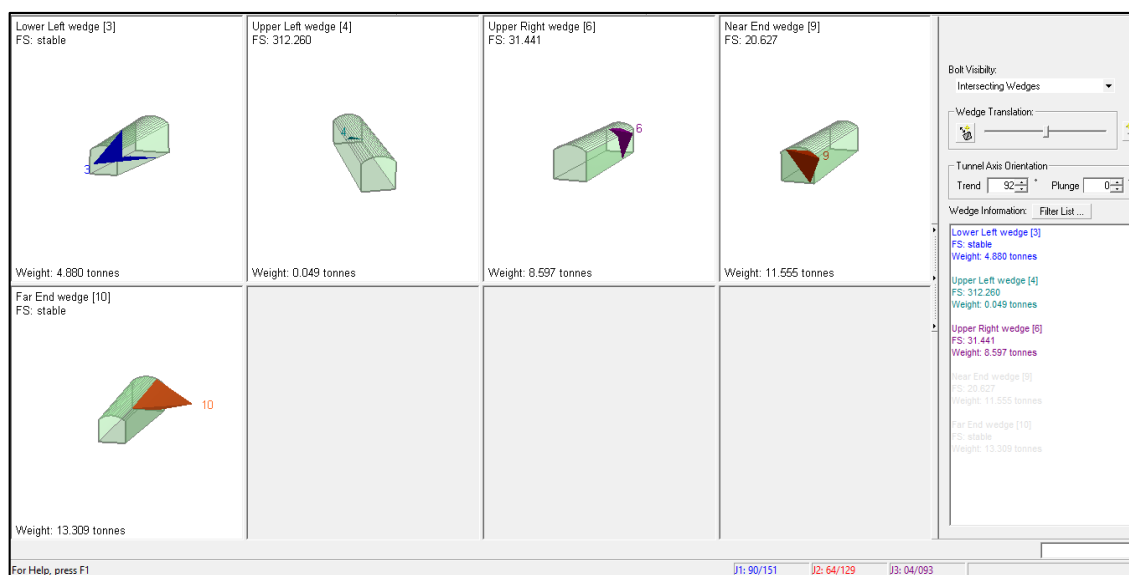 Lower Left wedge [3]
FS: stable
3
Weight: 4.880 tonnes
Upper Left wedge [4]
FS: 312.260
4
Weight: 0.049 tonnes
Upper Right wedge [6]
FS: 31.441
6
Weight: 8.597 tonnes
Near End wedge [9]
FS: 20.627
9
Weight: 11.555 tonnes
Far End wedge [10]
FS: stable
10
Weight: 13.309 tonnes
Bolt Visibilty:
Intersecting Wedges
Wedge Translation:
Tunnel Axis Orientation
Trend 92 ° Plunge 0 °
Wedge Information: Filter List ...
Lower Left wedge [3]
FS: stable
Weight: 4.880 tonnes
Upper Left wedge [4]
FS: 312.260
Weight: 0.049 tonnes
Upper Right wedge [6]
FS: 31.441
Weight: 8.597 tonnes
Near End wedge [9]
FS: 20.627
Weight: 11.555 tonnes
Far End wedge [10]
FS: stable
Weight: 13.309 tonnes
For Help, press F1
J1: 90/151 J2: 64/129 J3: 04/093